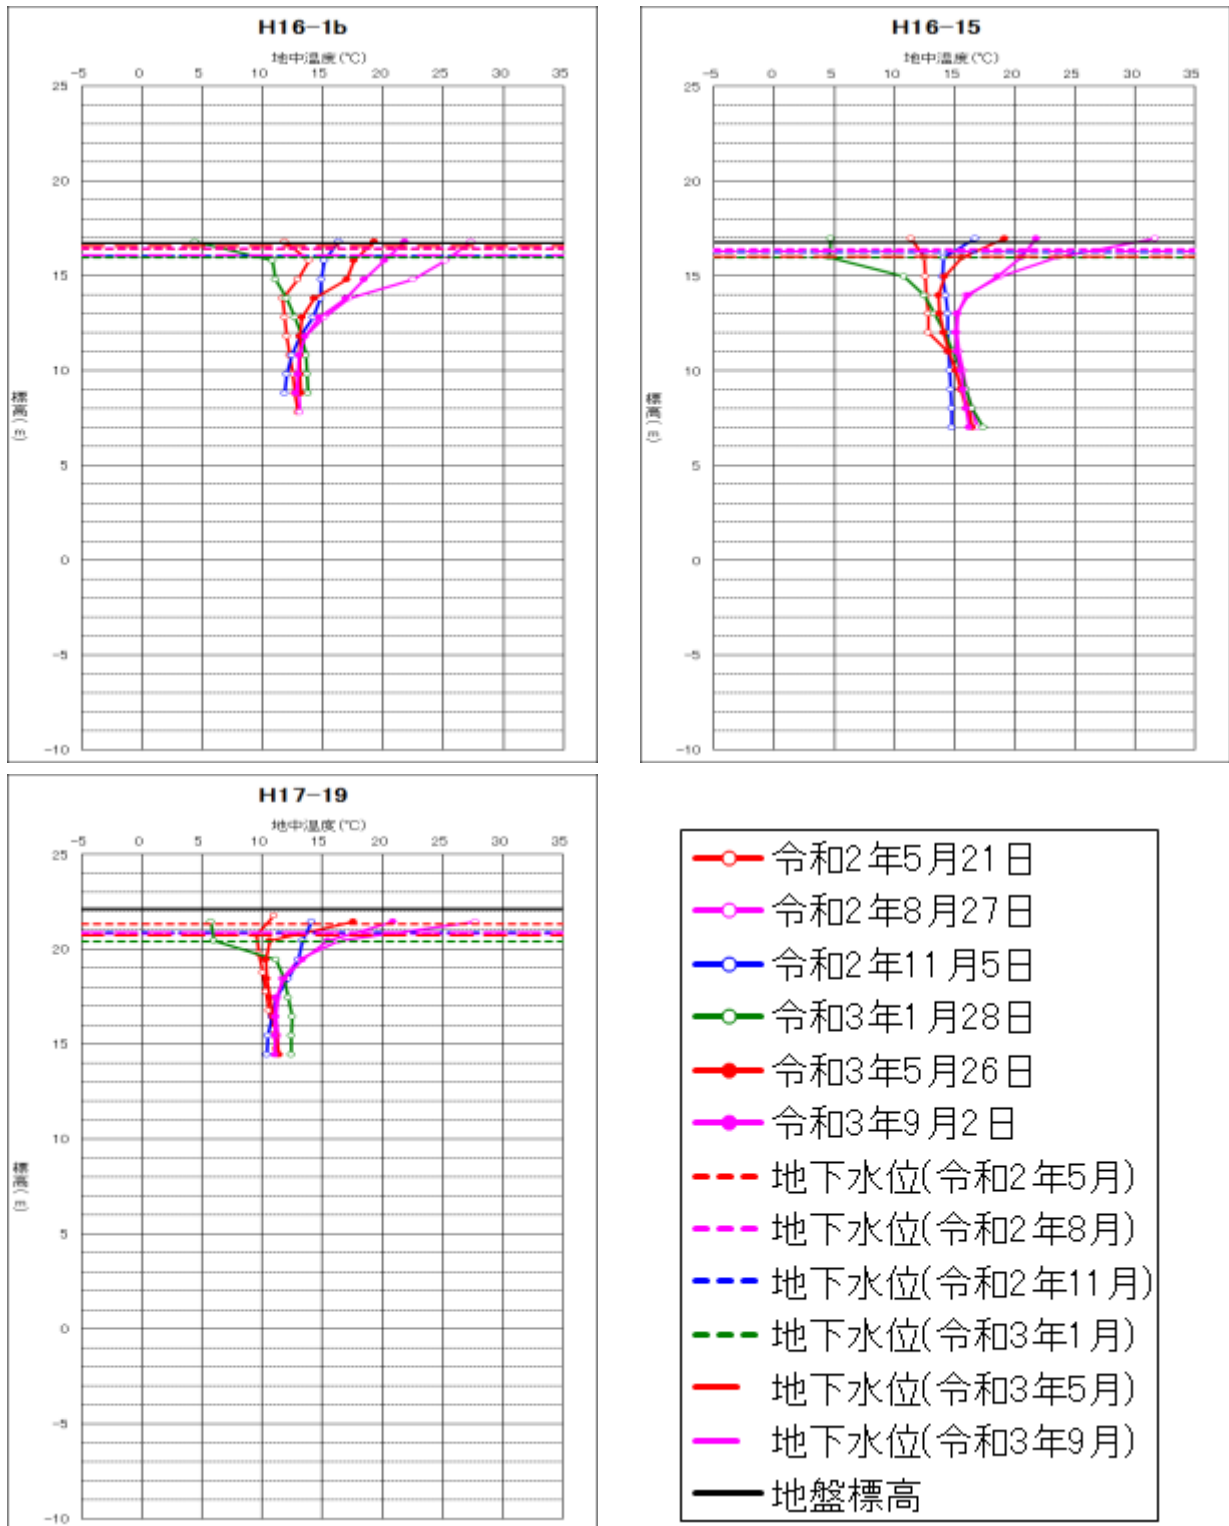 H16-1b
地中温度(℃)
-5 0 5 10 15 20 25 30 35
25
20
15
10
5
0
-5
-10
標高(m)
H16-15
地中温度(℃)
-5 0 5 10 15 20 25 30 35
25
20
15
10
5
0
-5
-10
標高(m)
H17-19
地中温度(℃)
-5 0 5 10 15 20 25 30 35
25
20
15
10
5
0
-5
-10
標高(m)
令和2年5月21日
令和2年8月27日
令和2年11月5日
令和3年1月28日
令和3年5月26日
令和3年9月2日
地下水位(令和2年5月)
地下水位(令和2年8月)
地下水位(令和2年11月)
地下水位(令和3年1月)
地下水位(令和3年5月)
地下水位(令和3年9月)
地盤標高